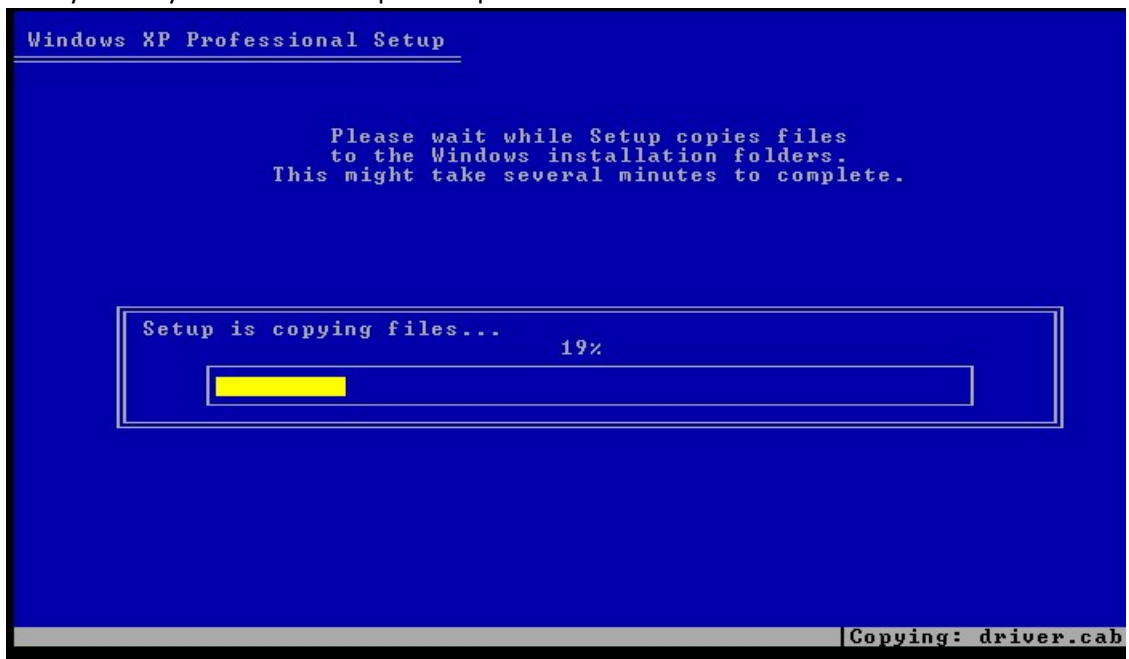 Windows XP Professional Setup
Please wait while Setup copies files
to the Windows installation folders.
This might take several minutes to complete.
Setup is copying files...
19%
Copying: driver.cab